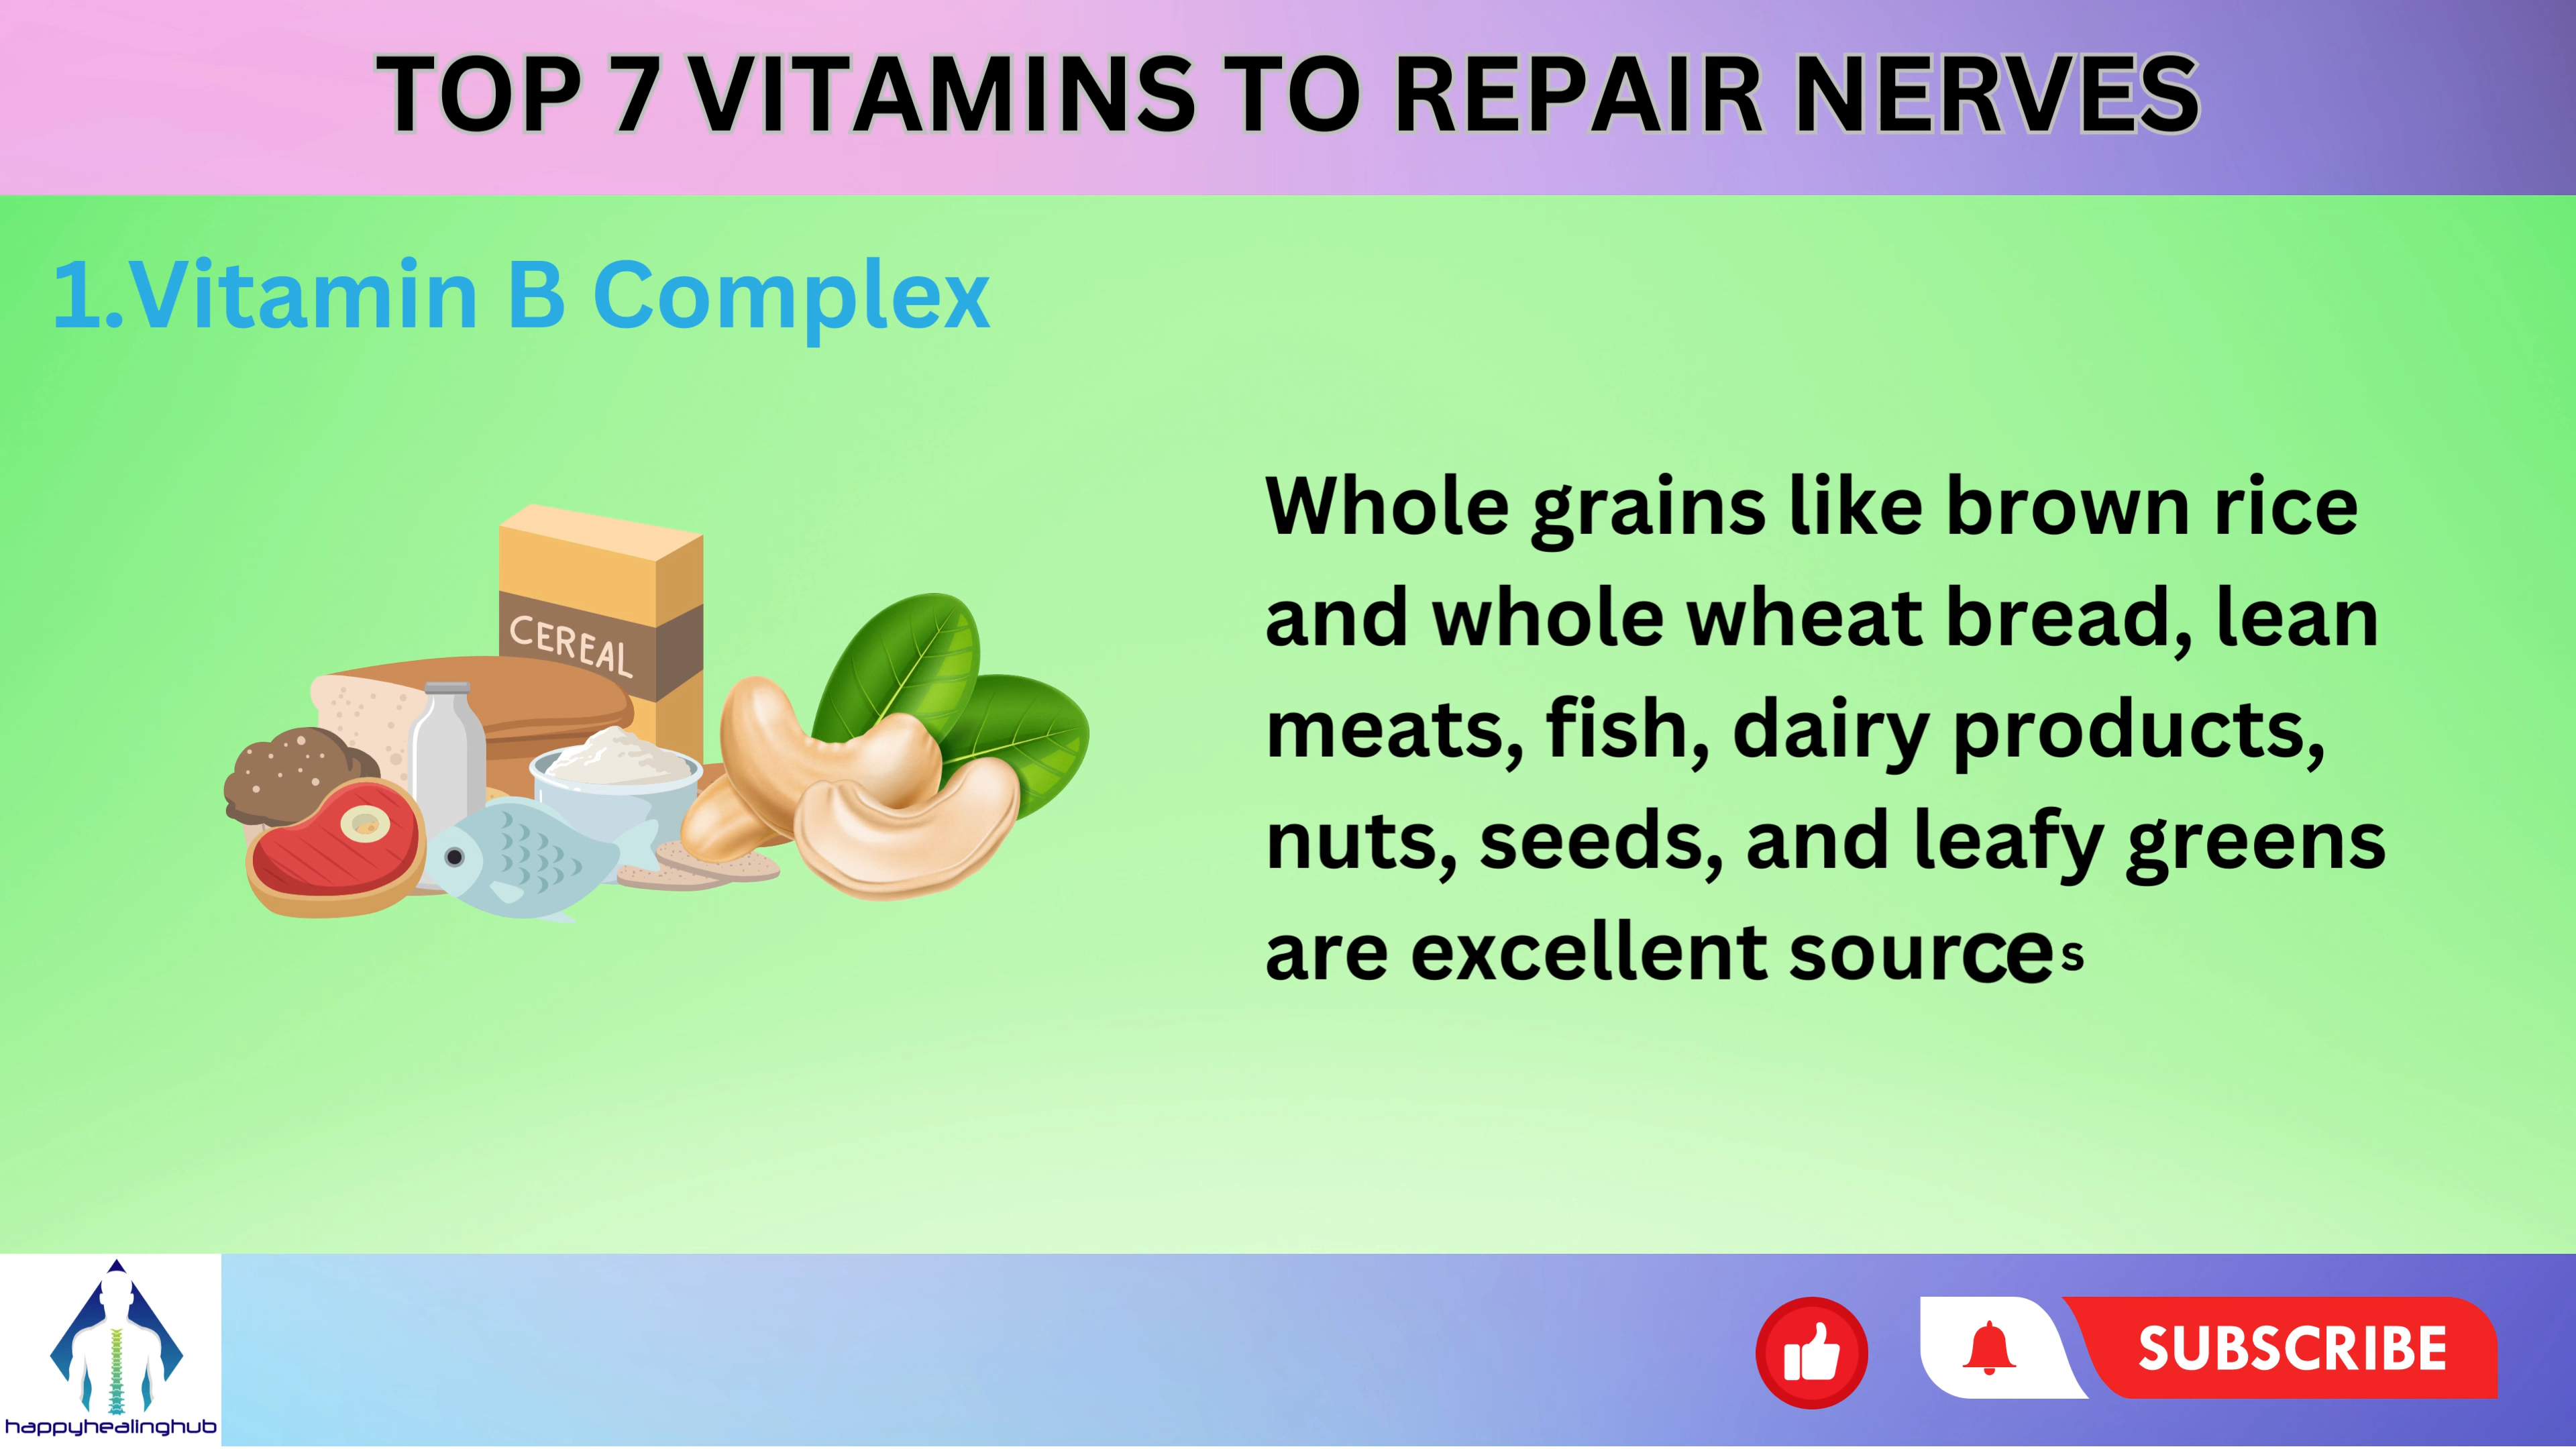 TOP 7 VITAMINS TO REPAIR NERVES
1.Vitamin B Complex
CEREAL
Whole grains like brown rice
and whole wheat bread, lean
meats, fish, dairy products,
nuts, seeds, and leafy greens
are excellent sources
happyhealinghub
SUBSCRIBE